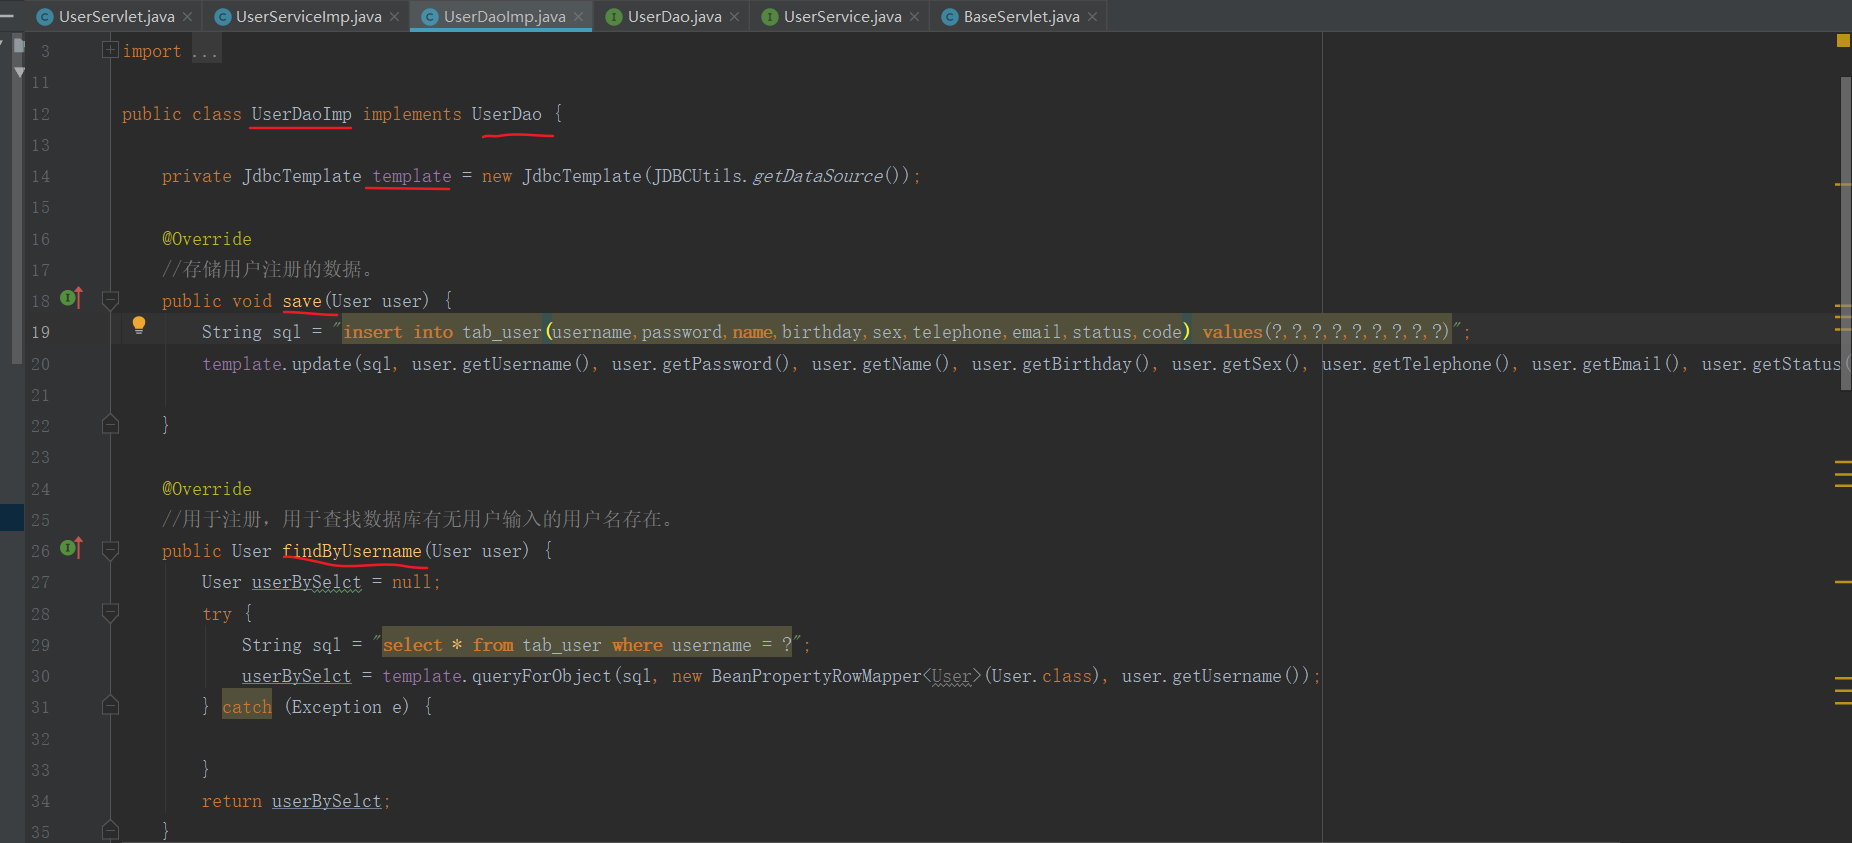 UserServlet.java × UserServiceImp.java × UserDaoImp.java × UserDao.java × UserService.java × BaseServlet.java ×
3 import ...
11
12 public class UserDaoImp implements UserDao {
13
14 private JdbcTemplate template = new JdbcTemplate(JDBCUtils.getDataSource());
15
16 @Override
17 //存储用户注册的数据。
18 public void save(User user) {
19 String sql = "insert into tab_user(username,password,name,birthday,sex,telephone,email,status,code) values(?,?,?,?,?,?,?,?,?)";
20 template.update(sql, user.getUsername(), user.getPassword(), user.getName(), user.getBirthday(), user.getSex(), user.getTelephone(), user.getEmail(), user.getStatus(
21
22 }
23
24 @Override
25 //用于注册，用于查找数据库有无用户输入的用户名存在。
26 public User findByUsername(User user) {
27 User userBySelct = null;
28 try {
29 String sql = "select * from tab_user where username = ?";
30 userBySelct = template.queryForObject(sql, new BeanPropertyRowMapper<User>(User.class), user.getUsername());
31 } catch (Exception e) {
32
33 }
34 return userBySelct;
35 }